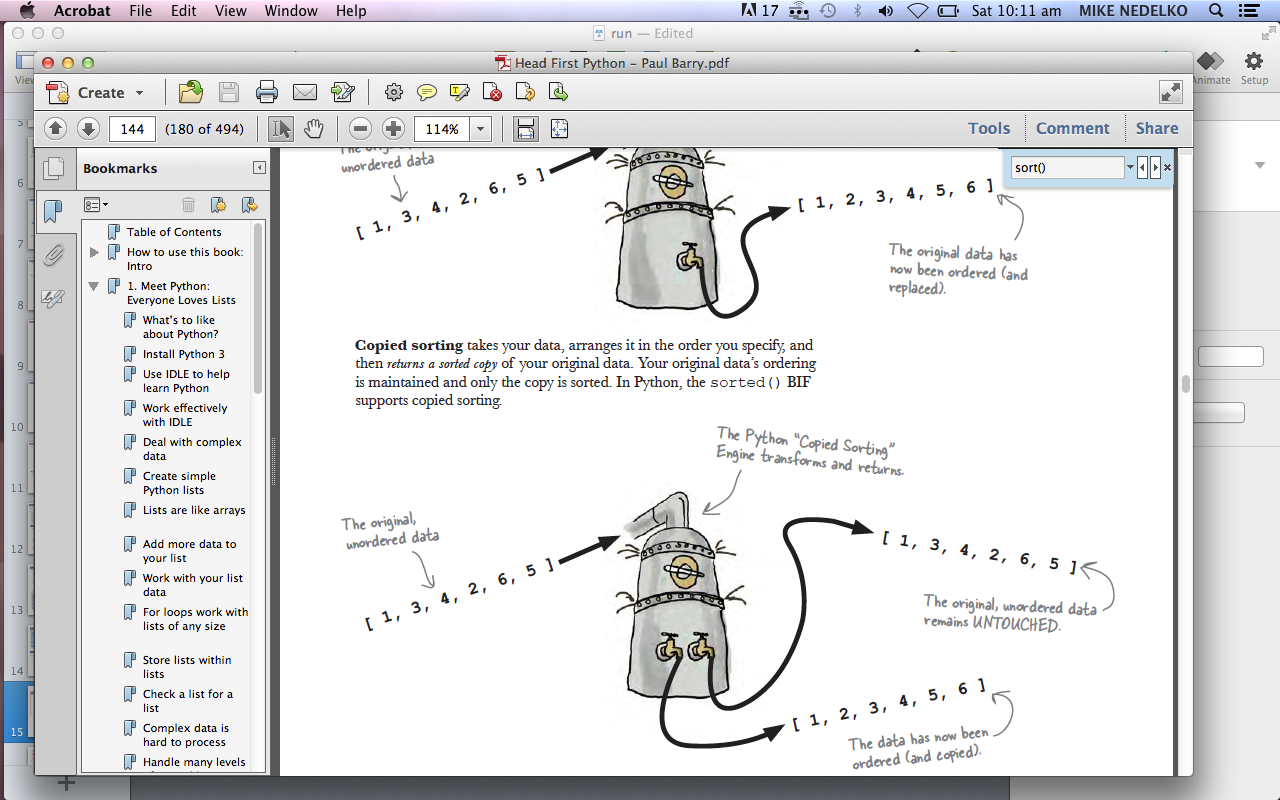 Acrobat File Edit View Window Help
17
Sat 10:11 am MIKE NEDELKO
run — Edited
View
Animate
Setup
Head First Python – Paul Barry.pdf
Create
144 (180 of 494)
114%
Tools Comment Share
Bookmarks
Table of Contents
How to use this book:
Intro
1. Meet Python:
Everyone Loves Lists
What's to like
about Python?
Install Python 3
Use IDLE to help
learn Python
Work effectively
with IDLE
Deal with complex
data
Create simple
Python lists
Lists are like arrays
Add more data to
your list
Work with your list
data
For loops work with
lists of any size
Store lists within
lists
Check a list for a
list
Complex data is
hard to process
Handle many levels
5
6
7
8
9
10
11
12
13
14
15
sort()
unordered data
[ 1, 3, 4, 2, 6, 5 ]
[ 1, 2, 3, 4, 5, 6 ]
The original data has
now been ordered (and
replaced).
Copied sorting takes your data, arranges it in the order you specify, and
then returns a sorted copy of your original data. Your original data's ordering
is maintained and only the copy is sorted. In Python, the sorted() BIF
supports copied sorting.
The Python "Copied Sorting"
Engine transforms and returns.
The original,
unordered data
[ 1, 3, 4, 2, 6, 5 ]
[ 1, 3, 4, 2, 6, 5 ]
The original, unordered data
remains UNTOUCHED.
[ 1, 2, 3, 4, 5, 6 ]
The data has now been
ordered (and copied).